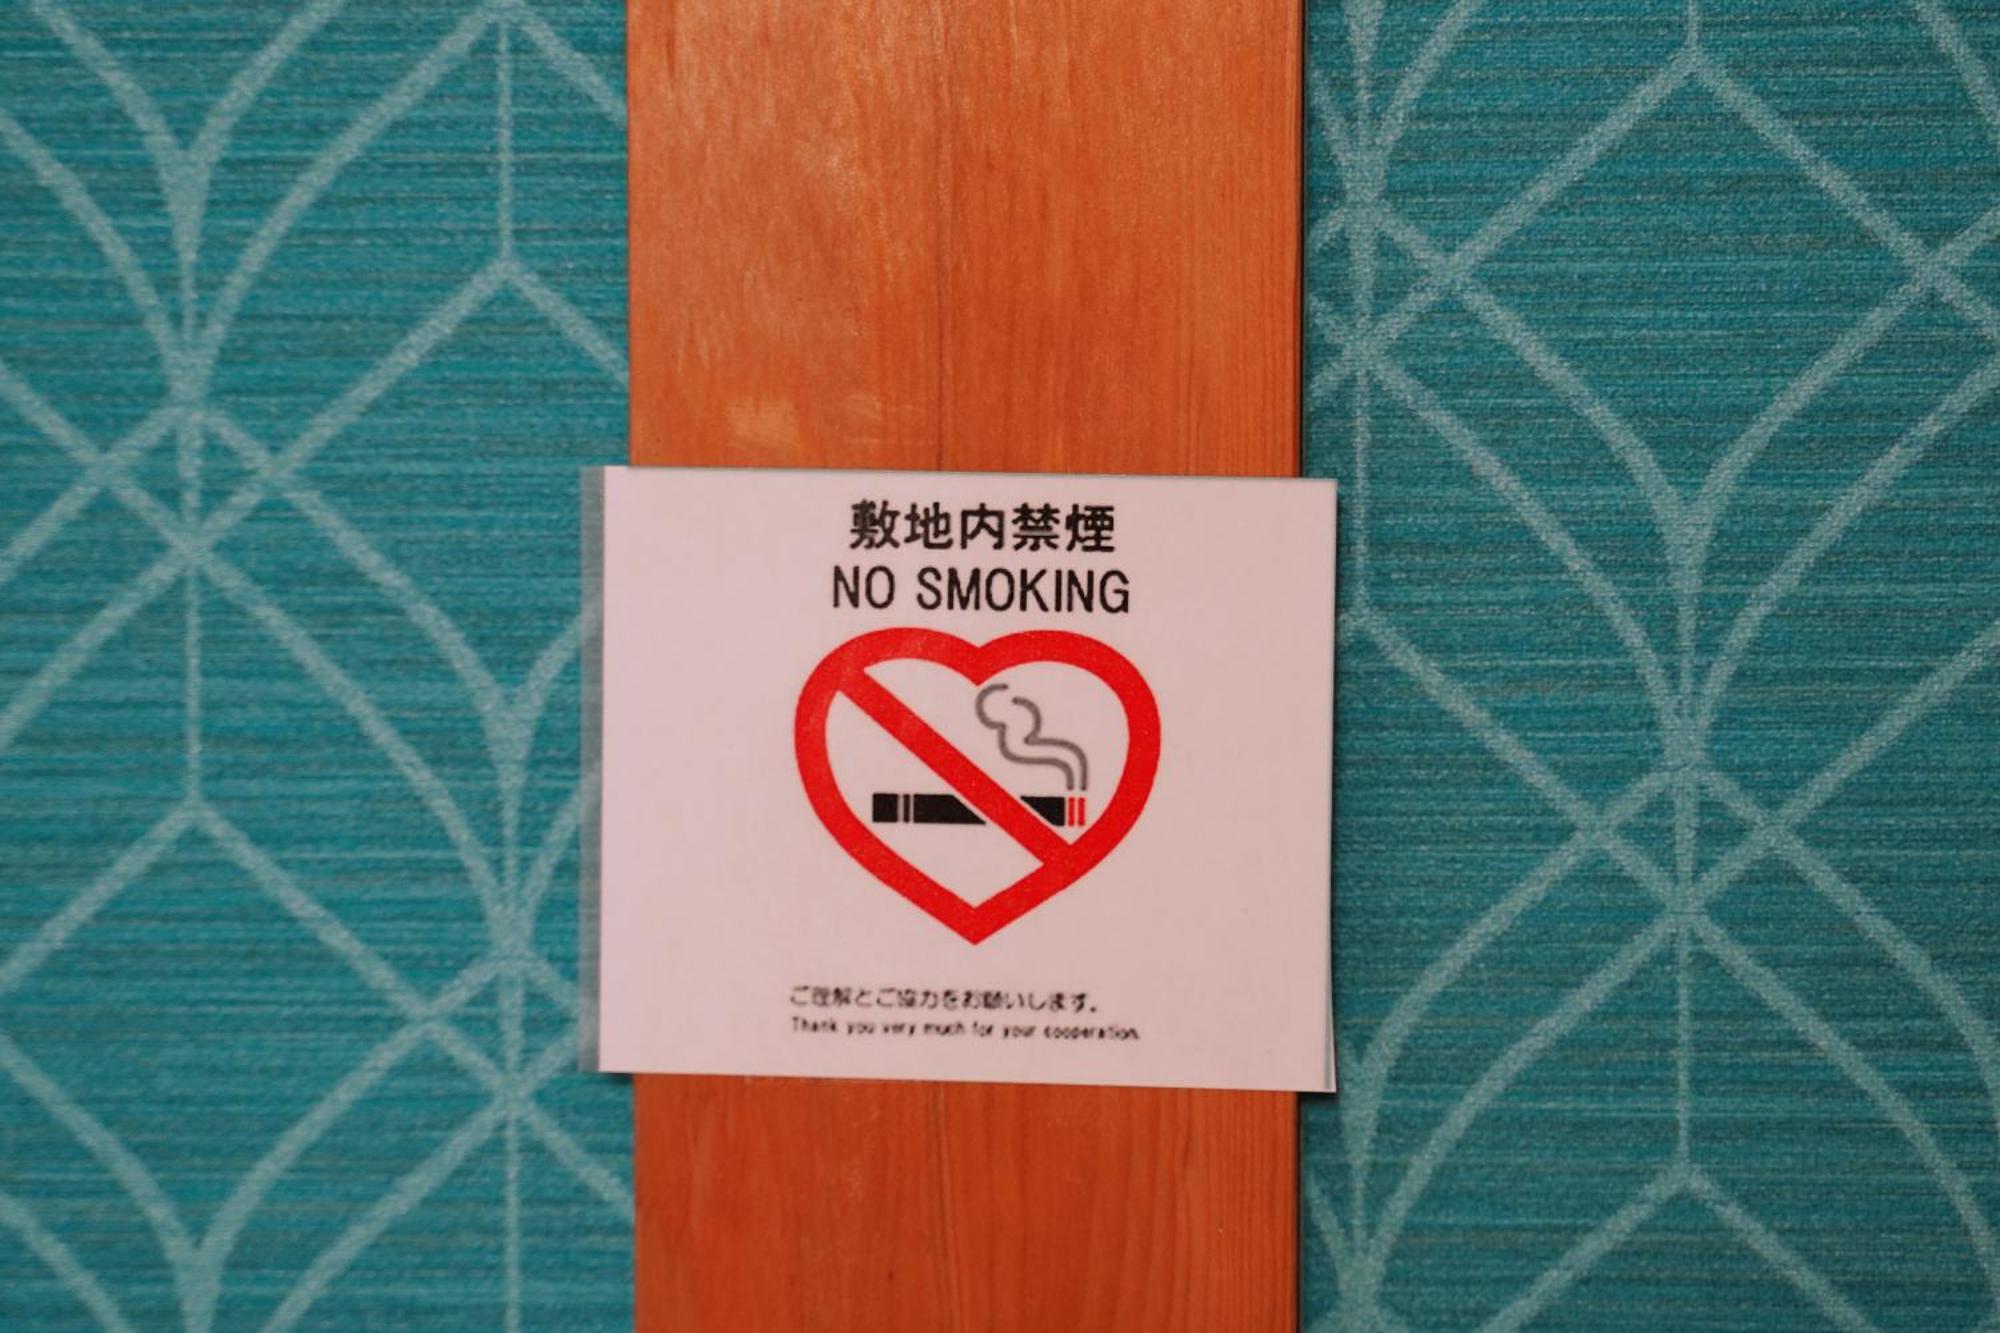 敷地内禁煙
NO SMOKING
ご理解とご協力をお願いします。
Thank you very much for your cooperation.